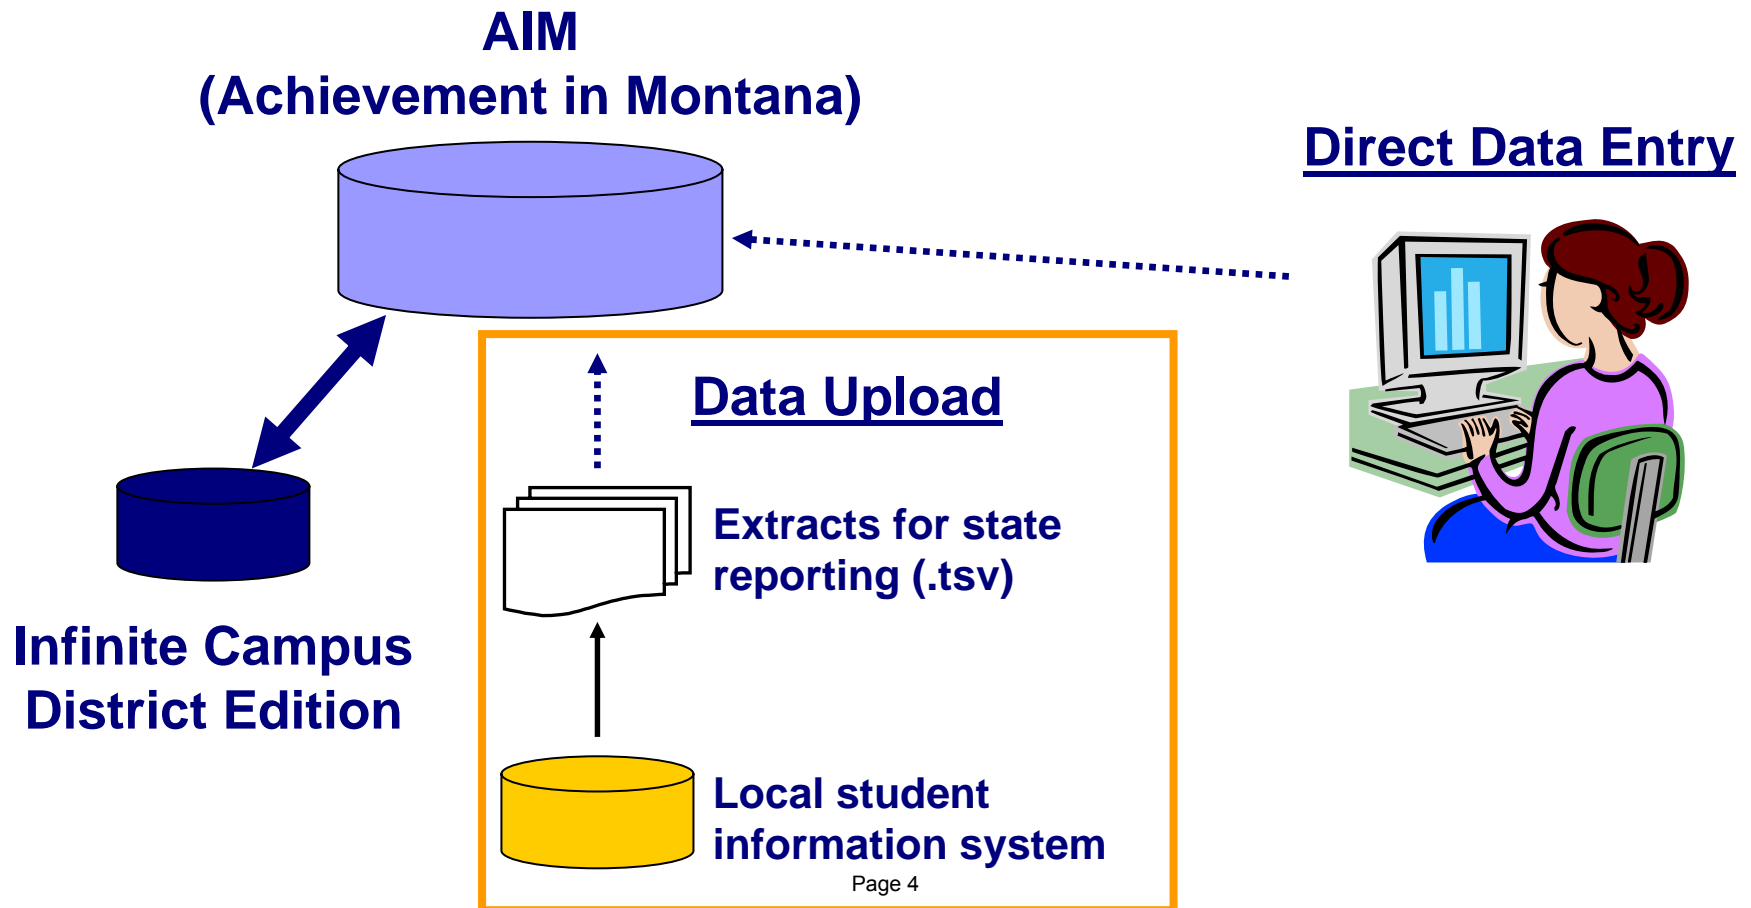 AIM
(Achievement in Montana)
Direct Data Entry
Data Upload
Extracts for state
reporting (.tsv)
Infinite Campus
District Edition
Local student
information system
Page 4